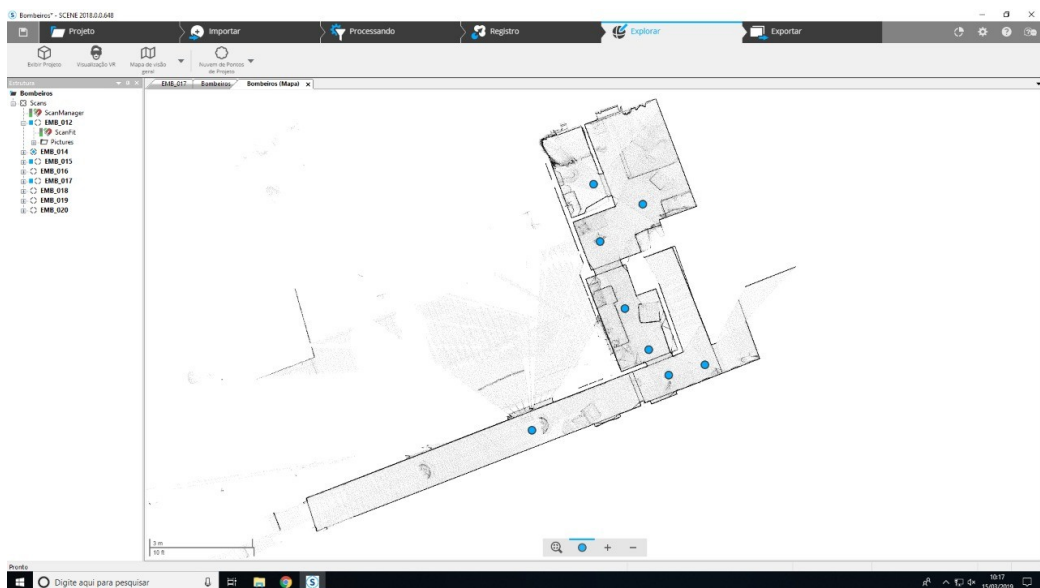 Bombeiros* - SCENE 2018.0.0.648
Projeto
Importar
Processando
Registro
Explorar
Exportar
Exibir Projeto
Visualização VR
Mapa de visão geral
Nuvem de Pontos de Projeto
Estrutura
EMB_017
Bombeiros
Bombeiros (Mapa)
Bombeiros
Scans
ScanManager
EMB_012
ScanFit
Pictures
EMB_014
EMB_015
EMB_016
EMB_017
EMB_018
EMB_019
EMB_020
3 m
10 ft
Pronto
Digite aqui para pesquisar
10:17
15/03/2019